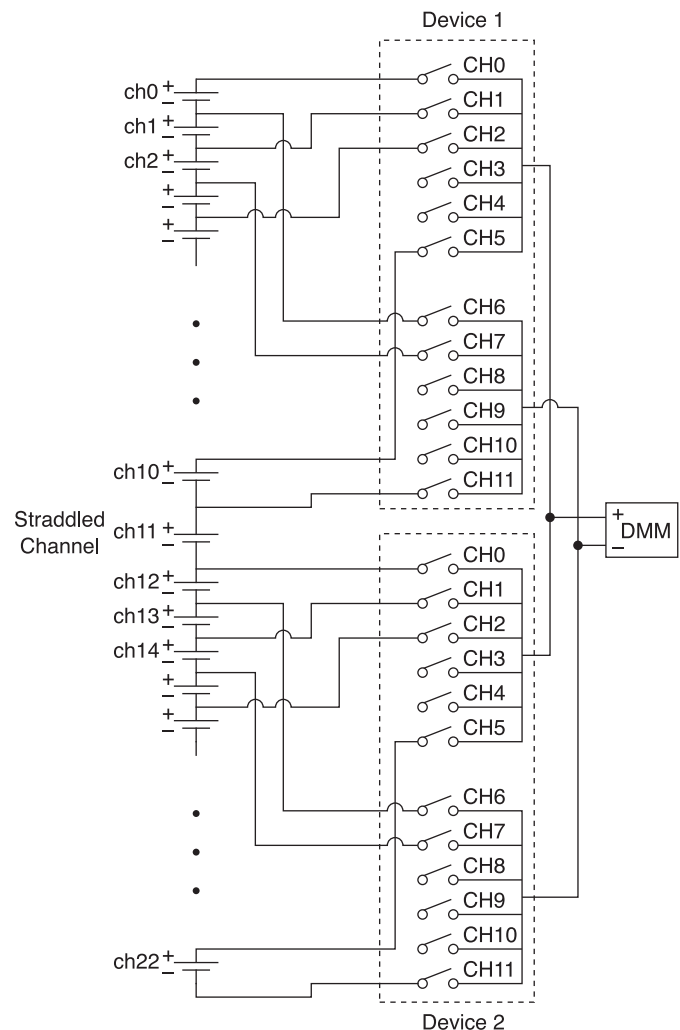 Device 1
ch0 + −
ch1 + −
ch2 + −
+ −
+ −
CH0
CH1
CH2
CH3
CH4
CH5
CH6
CH7
CH8
CH9
CH10
CH11
ch10 + −
Straddled
Channel
ch11 + −
+
DMM
−
ch12 + −
ch13 + −
ch14 + −
+ −
+ −
CH0
CH1
CH2
CH3
CH4
CH5
CH6
CH7
CH8
CH9
CH10
CH11
ch22 + −
Device 2